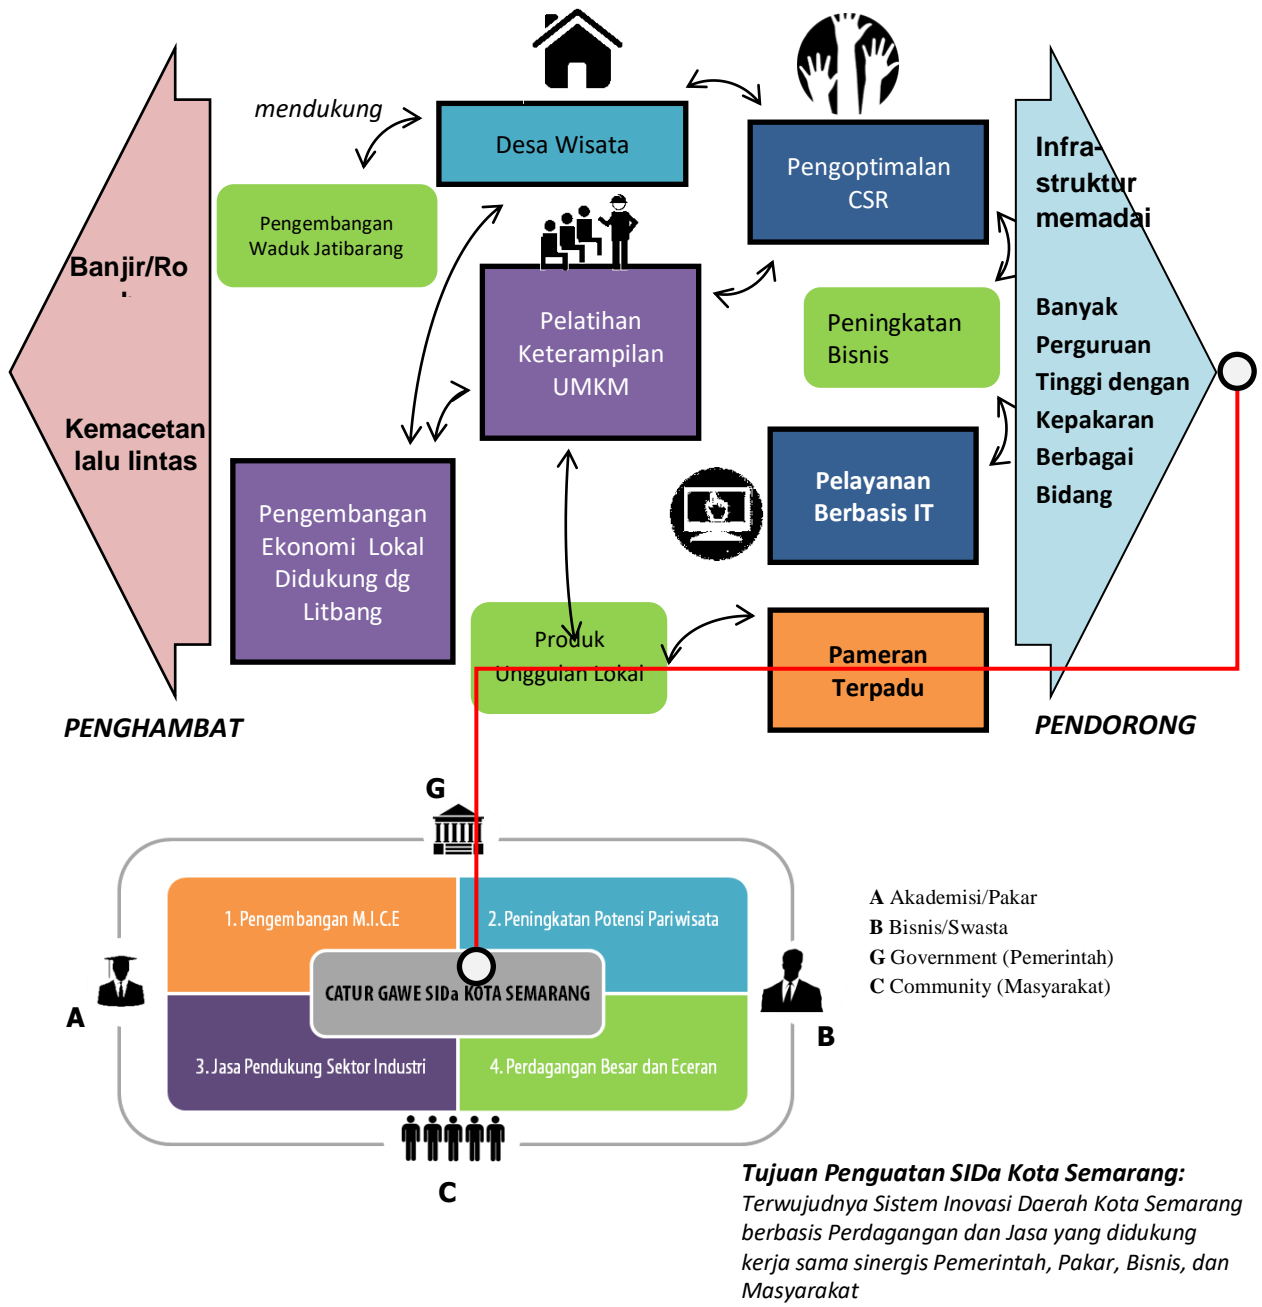 mendukung
Desa Wisata
Pengoptimalan
CSR
Infra-
struktur
memadai
Pengembangan
Waduk Jatibarang
Banjir/Ro
Pelatihan
Keterampilan
UMKM
Peningkatan
Bisnis
Banyak
Perguruan
Tinggi dengan
Kepakaran
Berbagai
Bidang
Kemacetan
lalu lintas
Pengembangan
Ekonomi Lokal
Didukung dg
Litbang
Pelayanan
Berbasis IT
Produk
Unggulan Lokal
Pameran
Terpadu
PENGHAMBAT
PENDORONG
G
1. Pengembangan M.I.C.E
2. Peningkatan Potensi Pariwisata
CATUR GAWE SIDa KOTA SEMARANG
3. Jasa Pendukung Sektor Industri
4. Perdagangan Besar dan Eceran
A
B
C
A Akademisi/Pakar
B Bisnis/Swasta
G Government (Pemerintah)
C Community (Masyarakat)
Tujuan Penguatan SIDa Kota Semarang:
Terwujudnya Sistem Inovasi Daerah Kota Semarang
berbasis Perdagangan dan Jasa yang didukung
kerja sama sinergis Pemerintah, Pakar, Bisnis, dan
Masyarakat